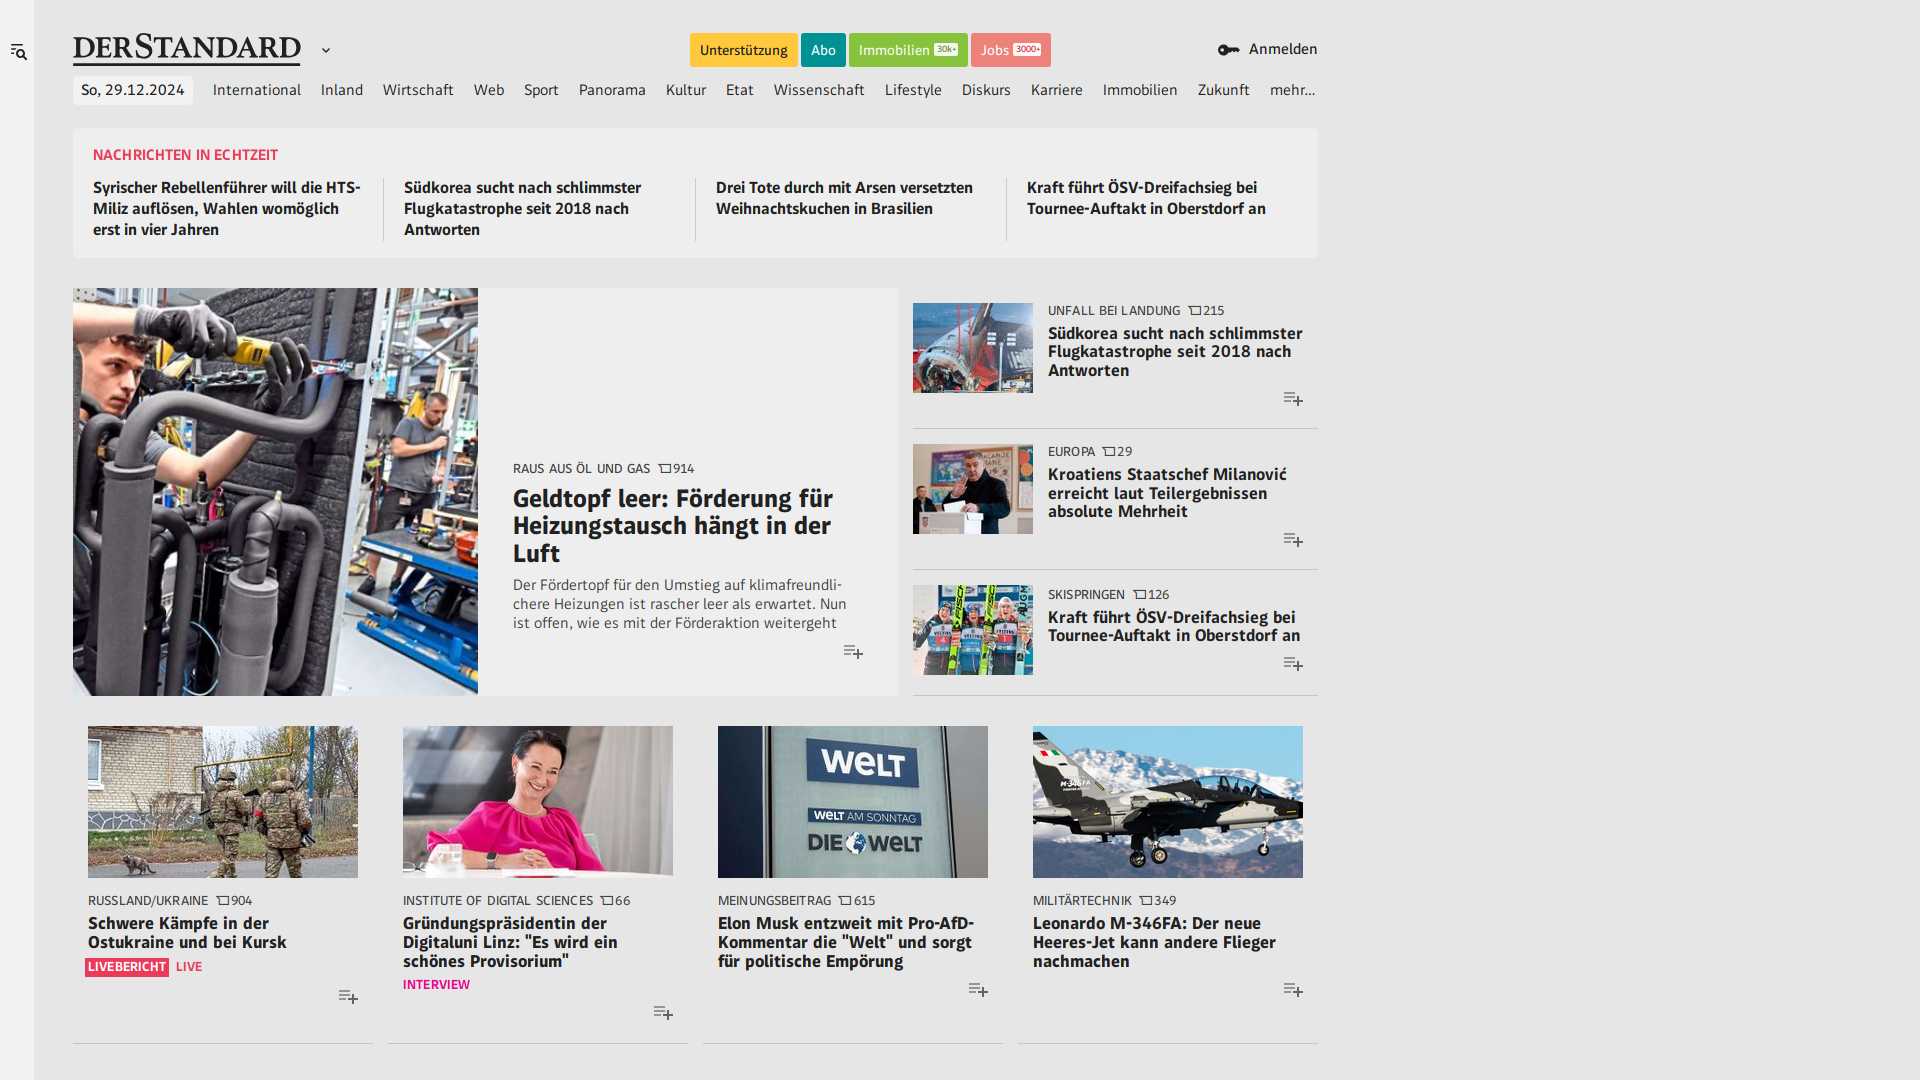 DERSTANDARD
Unterstützung
Abo
Immobilien 30k+
Jobs 3000+
Anmelden
So, 29.12.2024
International
Inland
Wirtschaft
Web
Sport
Panorama
Kultur
Etat
Wissenschaft
Lifestyle
Diskurs
Karriere
Immobilien
Zukunft
mehr...
NACHRICHTEN IN ECHTZEIT
Syrischer Rebellenführer will die HTS-
Miliz auflösen, Wahlen womöglich
erst in vier Jahren
Südkorea sucht nach schlimmster
Flugkatastrophe seit 2018 nach
Antworten
Drei Tote durch mit Arsen versetzten
Weihnachtskuchen in Brasilien
Kraft führt ÖSV-Dreifachsieg bei
Tournee-Auftakt in Oberstdorf an
RAUS AUS ÖL UND GAS 914
Geldtopf leer: Förderung für
Heizungstausch hängt in der
Luft
Der Fördertopf für den Umstieg auf klimafreundli-
chere Heizungen ist rascher leer als erwartet. Nun
ist offen, wie es mit der Förderaktion weitergeht
UNFALL BEI LANDUNG 215
Südkorea sucht nach schlimmster
Flugkatastrophe seit 2018 nach
Antworten
EUROPA 29
Kroatiens Staatschef Milanović
erreicht laut Teilergebnissen
absolute Mehrheit
SKISPRINGEN 126
Kraft führt ÖSV-Dreifachsieg bei
Tournee-Auftakt in Oberstdorf an
RUSSLAND/UKRAINE 904
Schwere Kämpfe in der
Ostukraine und bei Kursk
LIVEBERICHT LIVE
INSTITUTE OF DIGITAL SCIENCES 66
Gründungspräsidentin der
Digitaluni Linz: "Es wird ein
schönes Provisorium"
INTERVIEW
WELT
WELT AM SONNTAG
DIE WELT
MEINUNGSBEITRAG 615
Elon Musk entzweit mit Pro-AfD-
Kommentar die "Welt" und sorgt
für politische Empörung
M-346FA
MILITÄRTECHNIK 349
Leonardo M-346FA: Der neue
Heeres-Jet kann andere Flieger
nachmachen